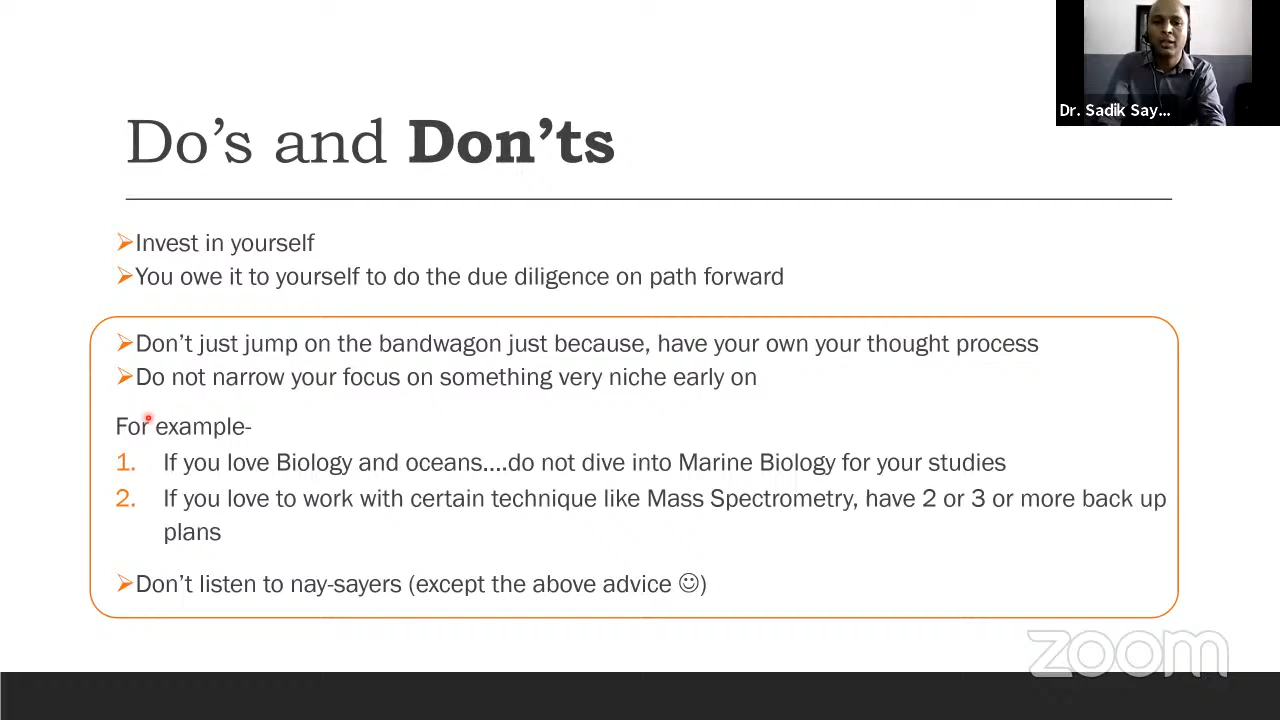 Dr. Sadik Say...
Do's and Don'ts
Invest in yourself
You owe it to yourself to do the due diligence on path forward
Don't just jump on the bandwagon just because, have your own your thought process
Do not narrow your focus on something very niche early on
For example-
1. If you love Biology and oceans....do not dive into Marine Biology for your studies
2. If you love to work with certain technique like Mass Spectrometry, have 2 or 3 or more back up
plans
Don't listen to nay-sayers (except the above advice ☺)
zoom